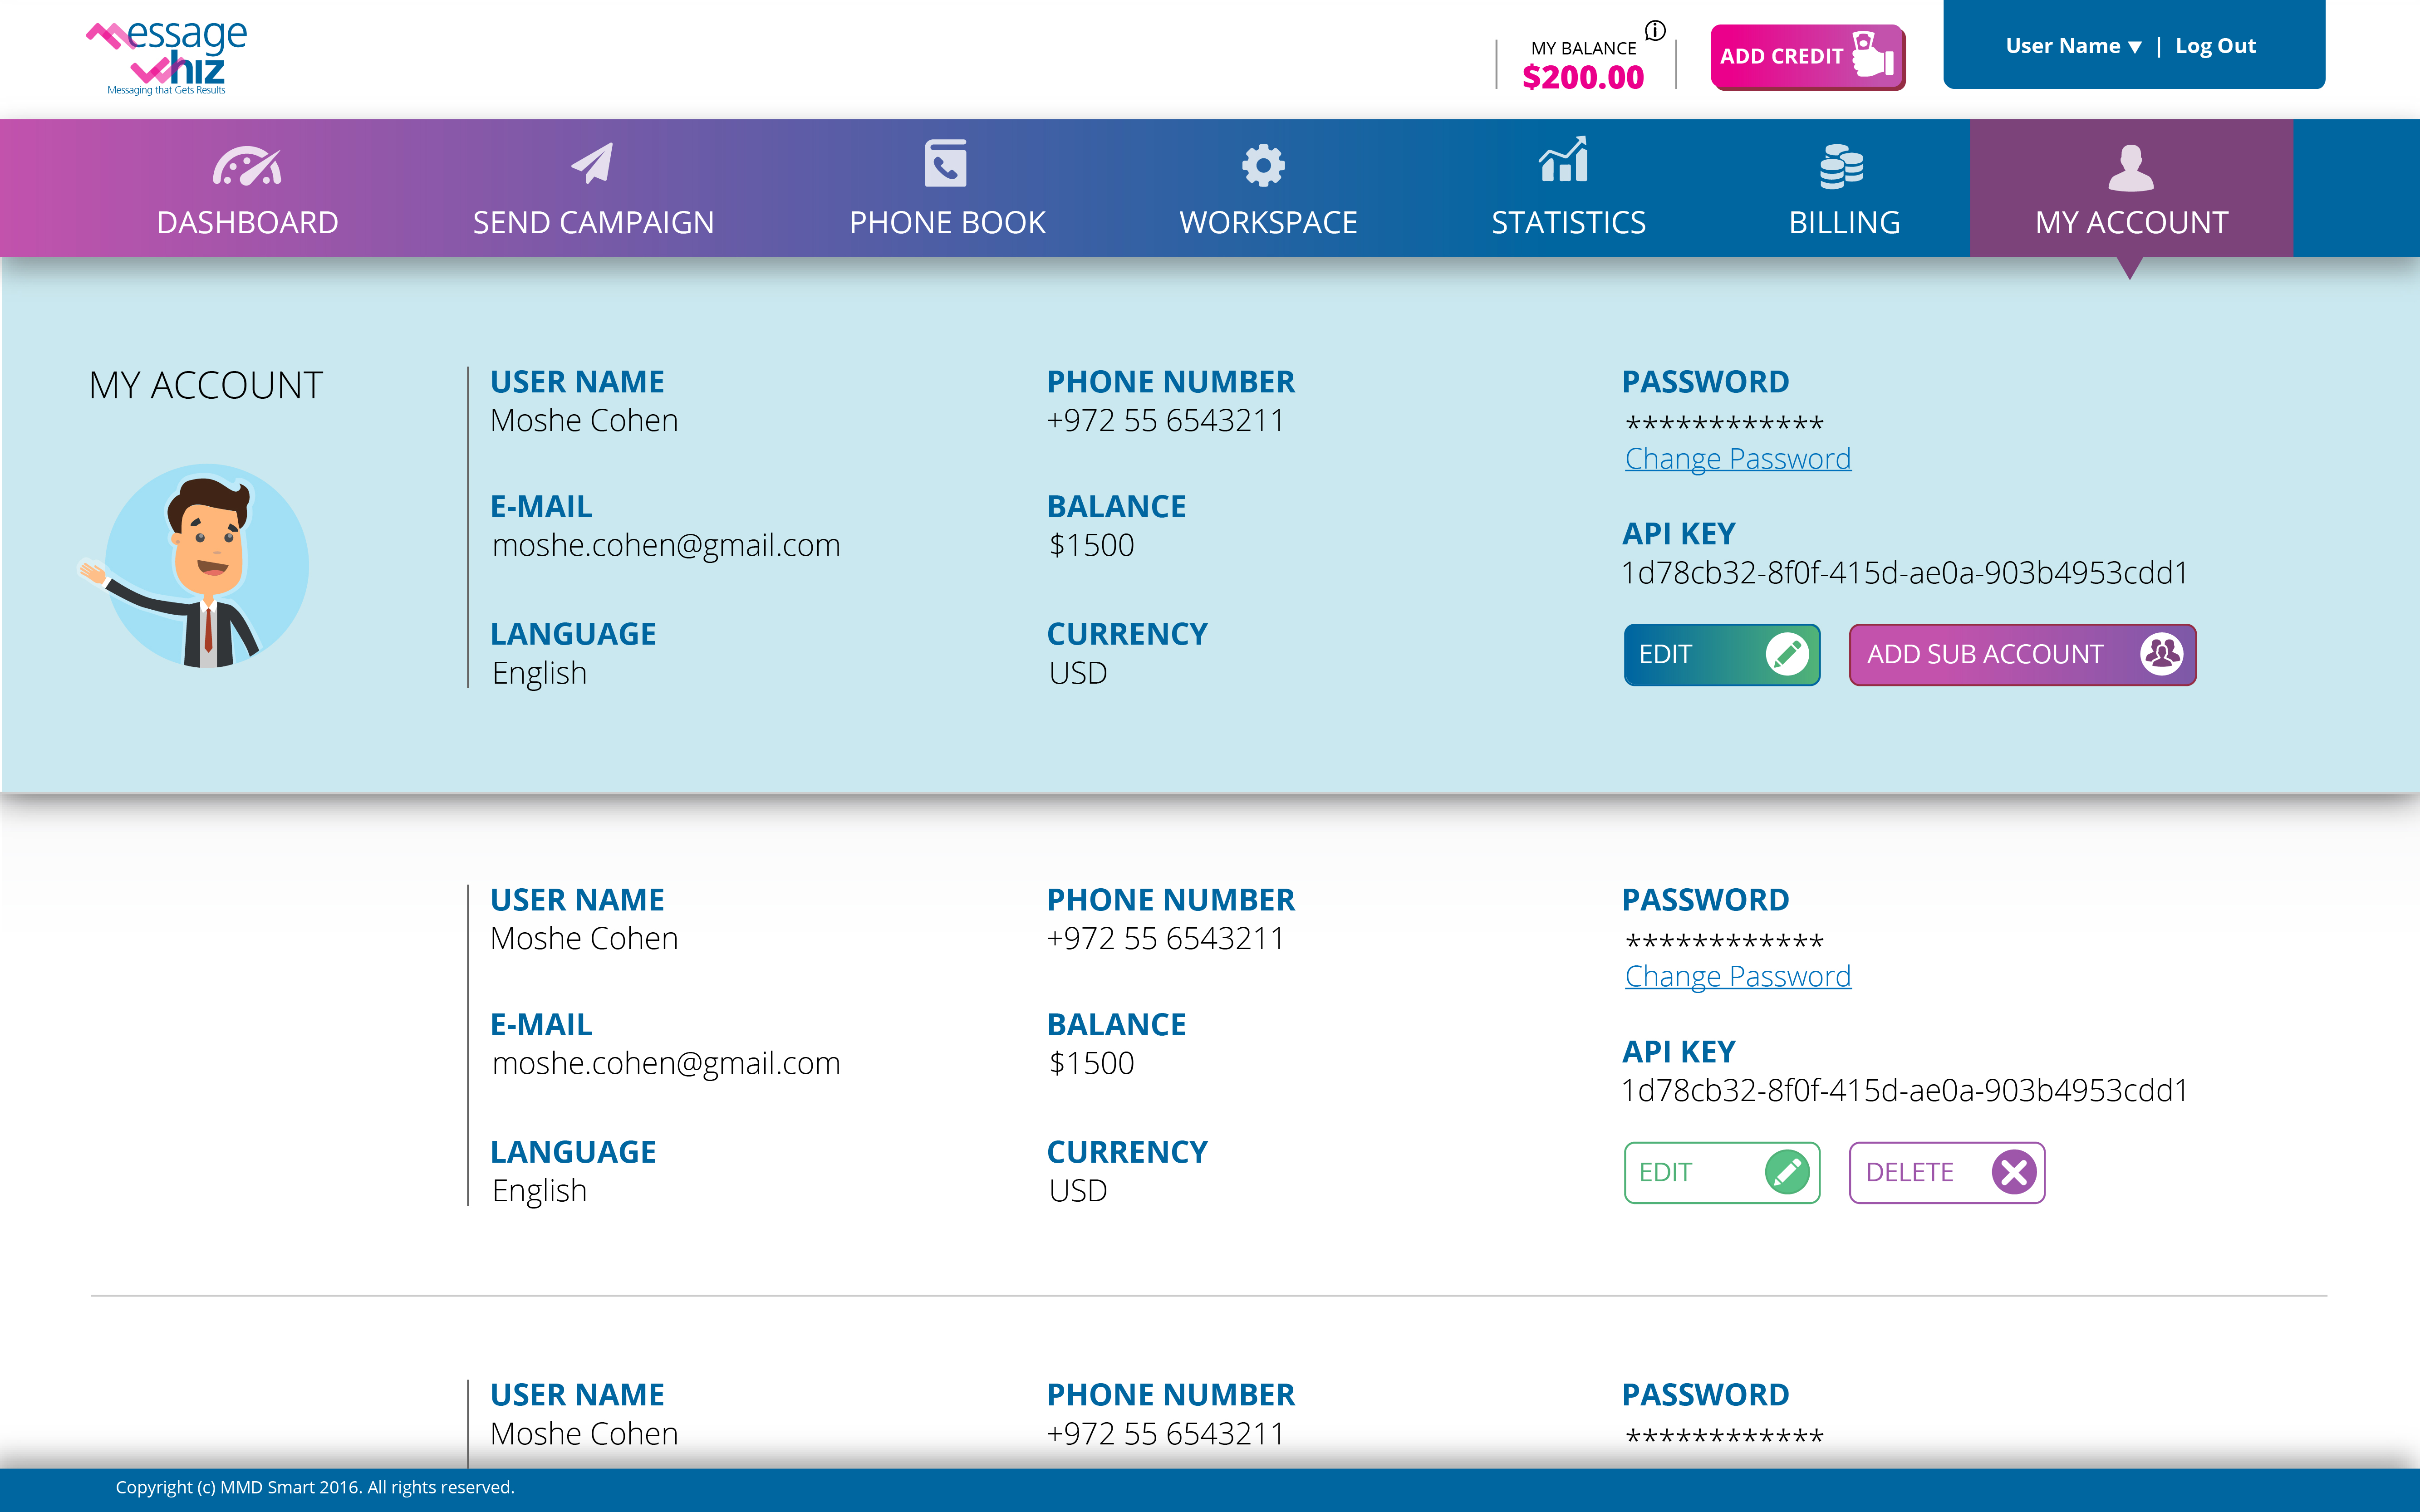 essage
whiz
Messaging that Gets Results
MY BALANCE
$200.00
ADD CREDIT
User Name ▼ | Log Out
DASHBOARD
SEND CAMPAIGN
PHONE BOOK
WORKSPACE
STATISTICS
BILLING
MY ACCOUNT
MY ACCOUNT
USER NAME
Moshe Cohen
PHONE NUMBER
+972 55 6543211
PASSWORD
************
Change Password
E-MAIL
moshe.cohen@gmail.com
BALANCE
$1500
API KEY
1d78cb32-8f0f-415d-ae0a-903b4953cdd1
LANGUAGE
English
CURRENCY
USD
EDIT
ADD SUB ACCOUNT
USER NAME
Moshe Cohen
PHONE NUMBER
+972 55 6543211
PASSWORD
************
Change Password
E-MAIL
moshe.cohen@gmail.com
BALANCE
$1500
API KEY
1d78cb32-8f0f-415d-ae0a-903b4953cdd1
LANGUAGE
English
CURRENCY
USD
EDIT
DELETE
USER NAME
Moshe Cohen
PHONE NUMBER
+972 55 6543211
PASSWORD
************
Copyright (c) MMD Smart 2016. All rights reserved.